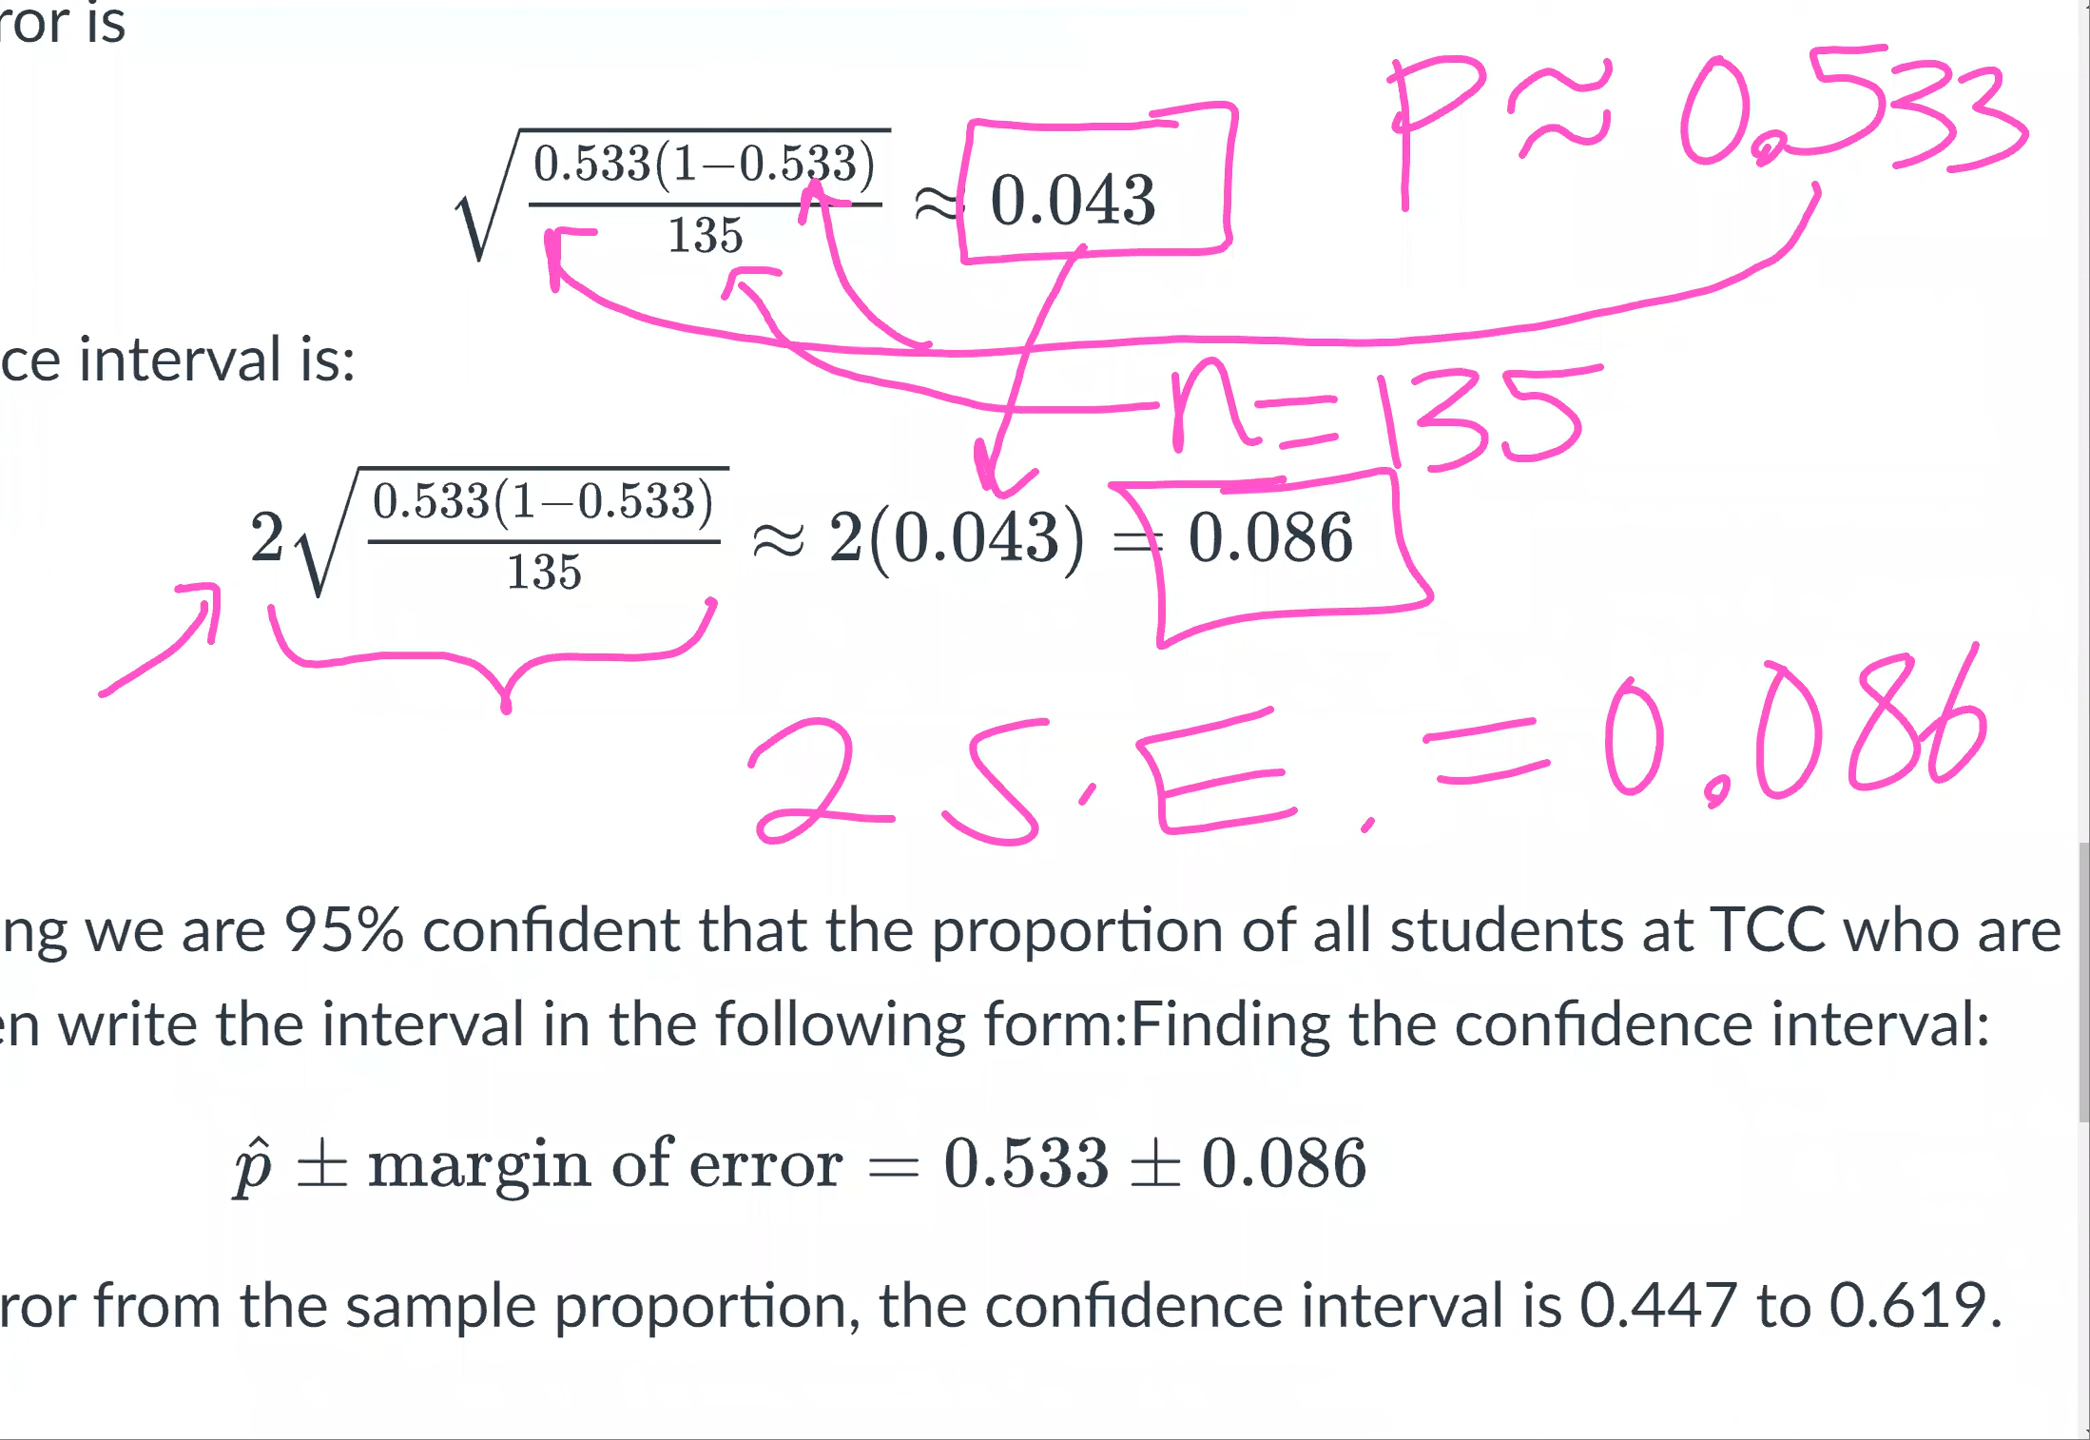 ror is
P ≈ 0.533
√(0.533(1−0.533)/135) ≈ 0.043
ce interval is:
n = 135
2√(0.533(1−0.533)/135) ≈ 2(0.043) = 0.086
2 S.E. = 0.086
ng we are 95% confident that the proportion of all students at TCC who are
en write the interval in the following form:Finding the confidence interval:
p̂ ± margin of error = 0.533 ± 0.086
ror from the sample proportion, the confidence interval is 0.447 to 0.619.